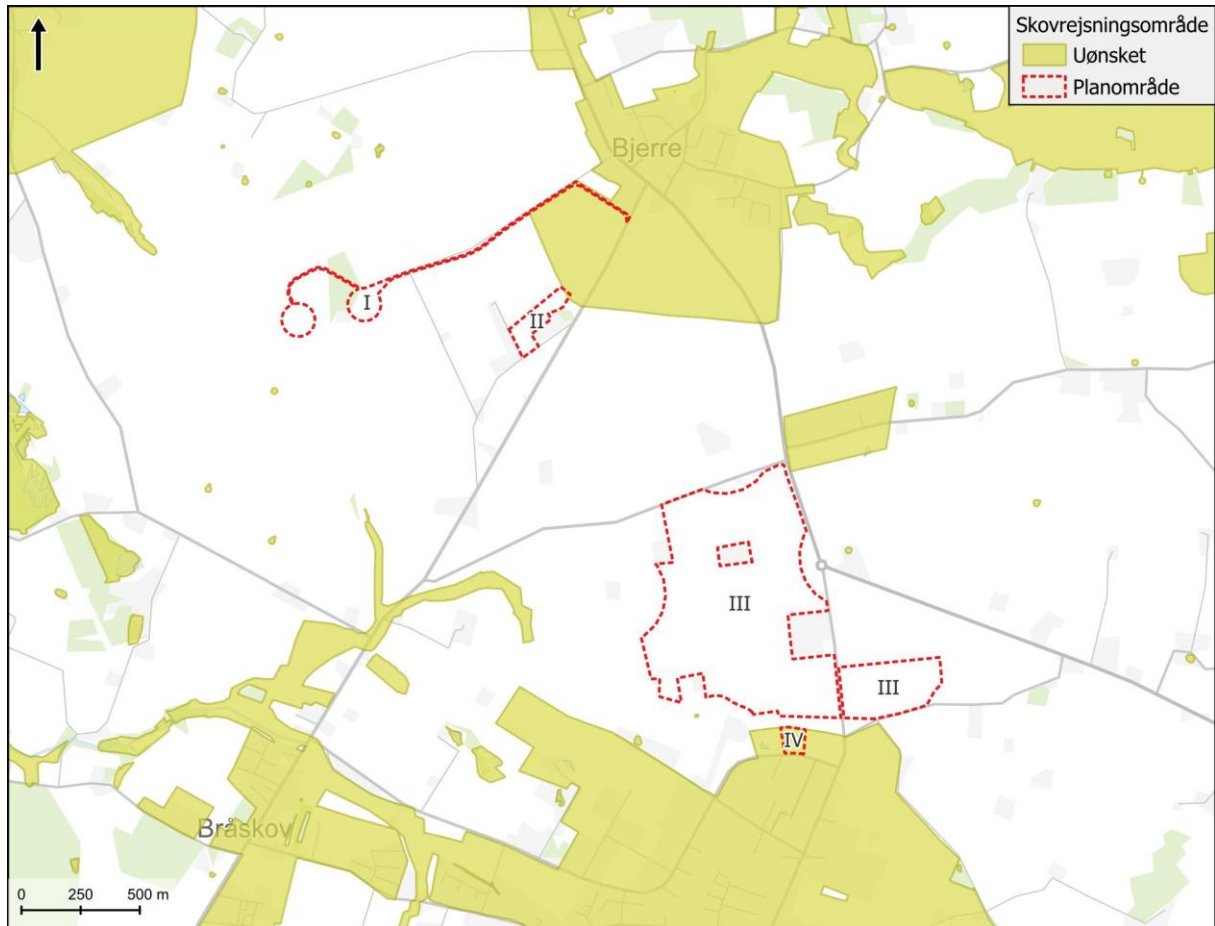 Skovrejsningsområde
Uønsket
Planområde
Bjerre
I
II
III
III
IV
Bråskov
0 250 500 m